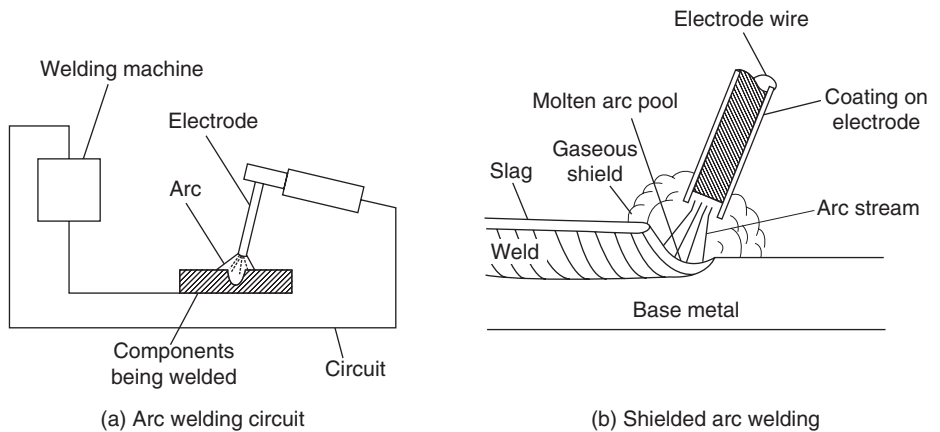 Welding machine
Electrode
Arc
Components
being welded
Circuit
(a) Arc welding circuit
Electrode wire
Molten arc pool
Coating on
electrode
Gaseous
shield
Slag
Arc stream
Weld
Base metal
(b) Shielded arc welding